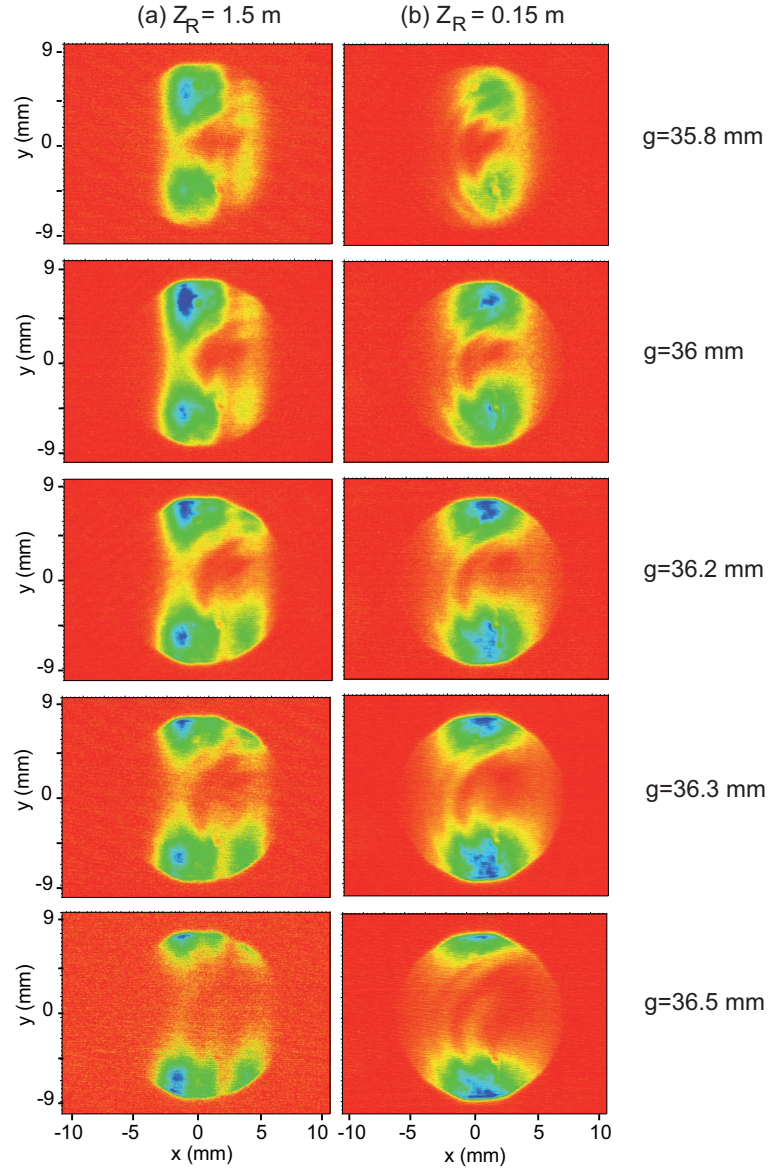 (a) Z_R = 1.5 m (b) Z_R = 0.15 m
9
y (mm)
0
-9
g=35.8 mm
9
y (mm)
0
-9
g=36 mm
9
y (mm)
0
-9
g=36.2 mm
9
y (mm)
0
-9
g=36.3 mm
9
y (mm)
0
-9
g=36.5 mm
-10 -5 0 5 10 -10 -5 0 5 10
x (mm) x (mm)